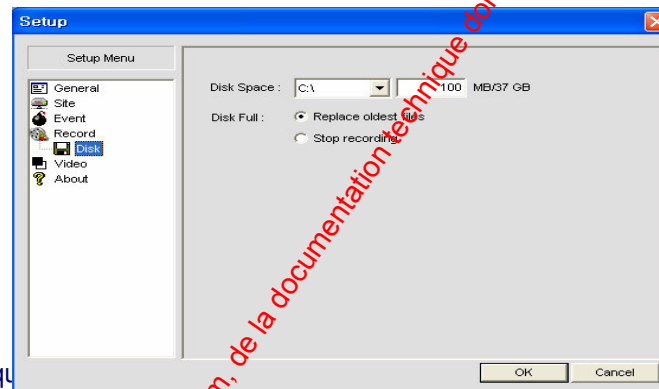 Setup
Setup Menu
General
Site
Event
Record
Disk
Video
About
Disk Space : C:\ 100 MB/37 GB
Disk Full : Replace oldest files
Stop recording
OK Cancel
m, de la documentation technique